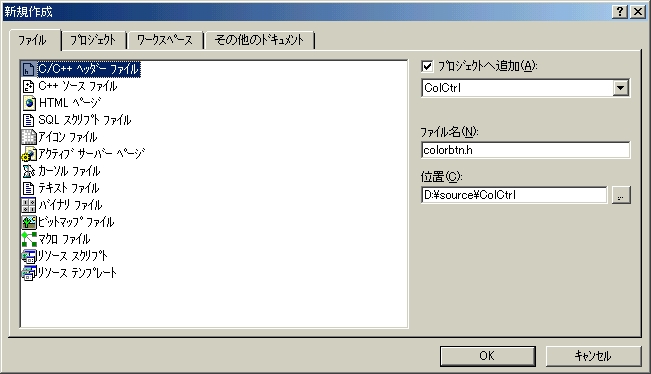 新規作成
ファイル
プロジェクト
ワークスペース
その他のドキュメント
C/C++ ヘッダー ファイル
C++ ソース ファイル
HTML ページ
SQL スクリプト ファイル
アイコン ファイル
アクティブ サーバー ページ
カーソル ファイル
テキスト ファイル
バイナリ ファイル
ビットマップ ファイル
マクロ ファイル
リソース スクリプト
リソース テンプレート
プロジェクトへ追加(A):
ColCtrl
ファイル名(N):
colorbtn.h
位置(C):
D:¥source¥ColCtrl
...
OK
キャンセル